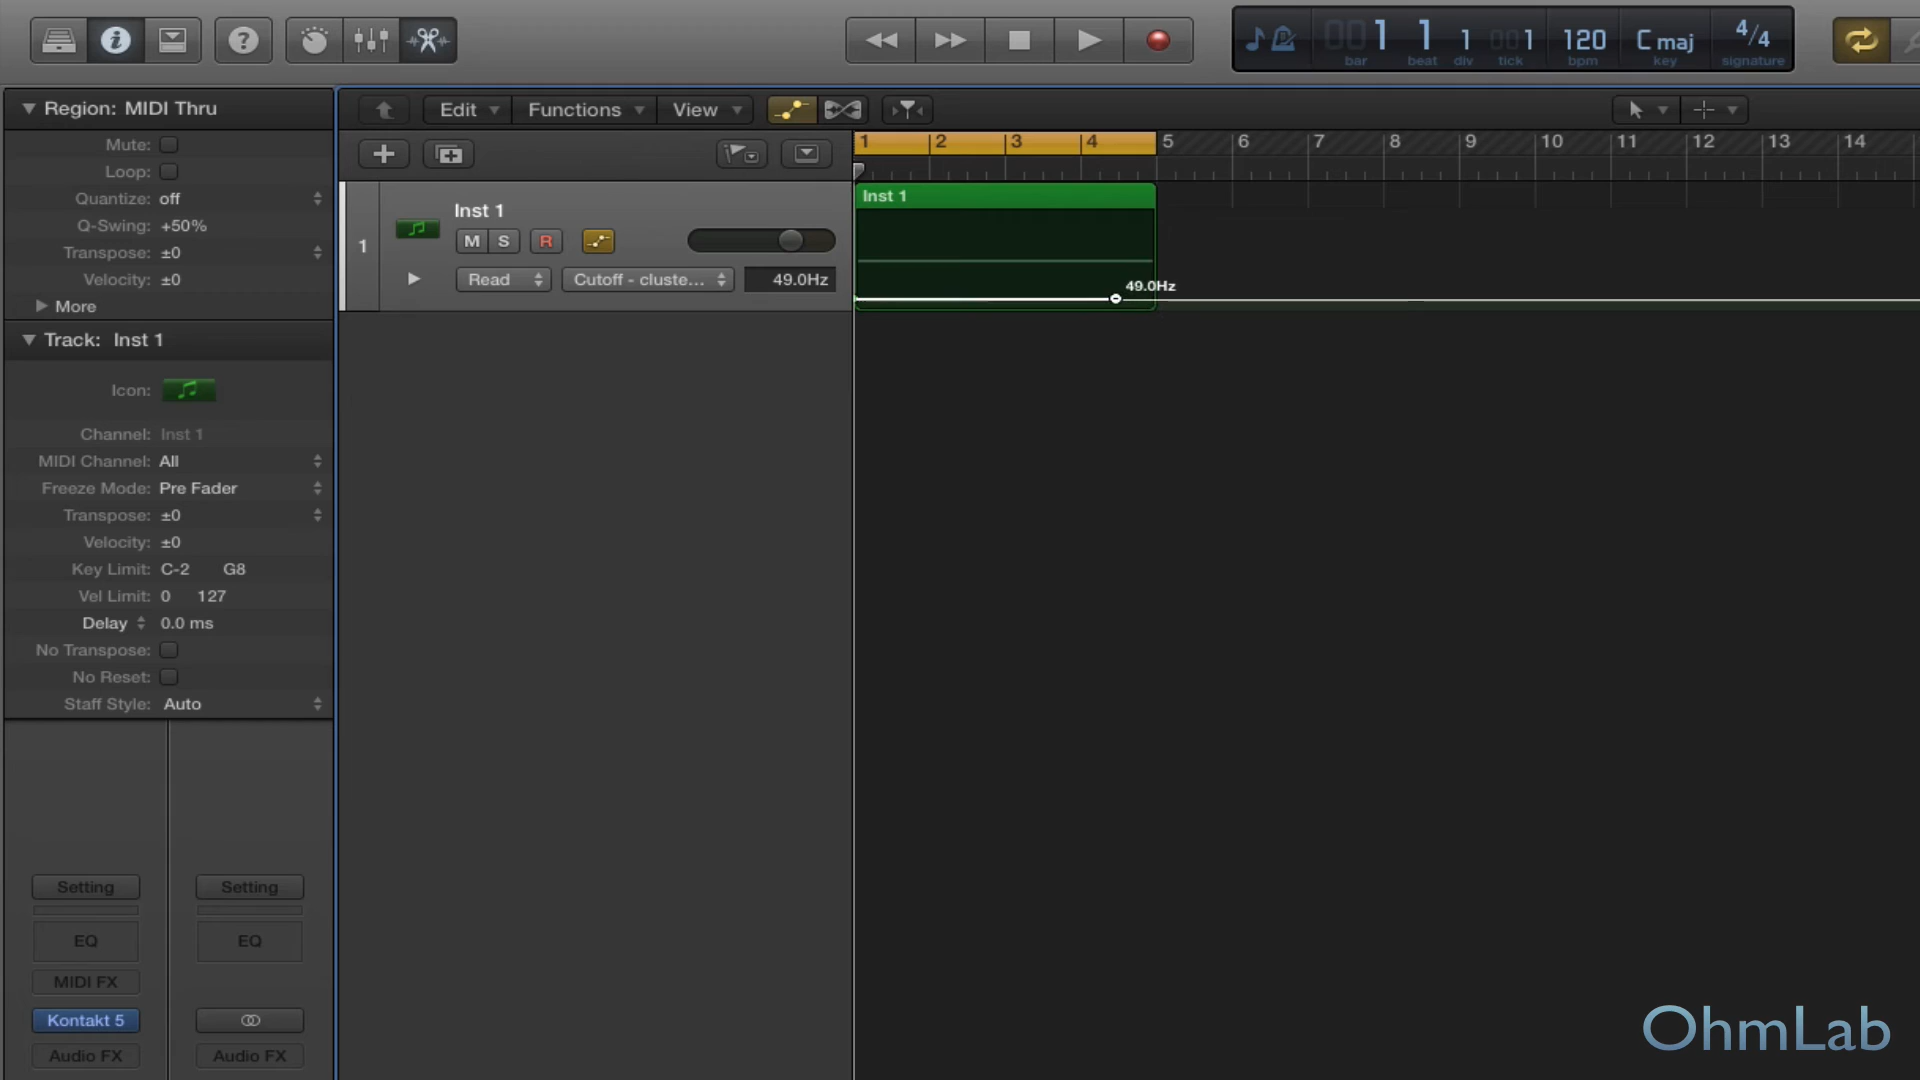 1 1 1 1 120 C maj 4/4
bar beat div tick bpm key signature
Region: MIDI Thru
Mute:
Loop:
Quantize: off
Q-Swing: +50%
Transpose: ±0
Velocity: ±0
More
Track: Inst 1
Icon:
Channel: Inst 1
MIDI Channel: All
Freeze Mode: Pre Fader
Transpose: ±0
Velocity: ±0
Key Limit: C-2 G8
Vel Limit: 0 127
Delay 0.0 ms
No Transpose:
No Reset:
Staff Style: Auto
Setting Setting
EQ EQ
MIDI FX
Kontakt 5
Audio FX Audio FX
Edit Functions View
1 2 3 4 5 6 7 8 9 10 11 12 13 14
1
Inst 1
M S R
Read Cutoff - cluste... 49.0Hz
Inst 1
49.0Hz
OhmLab